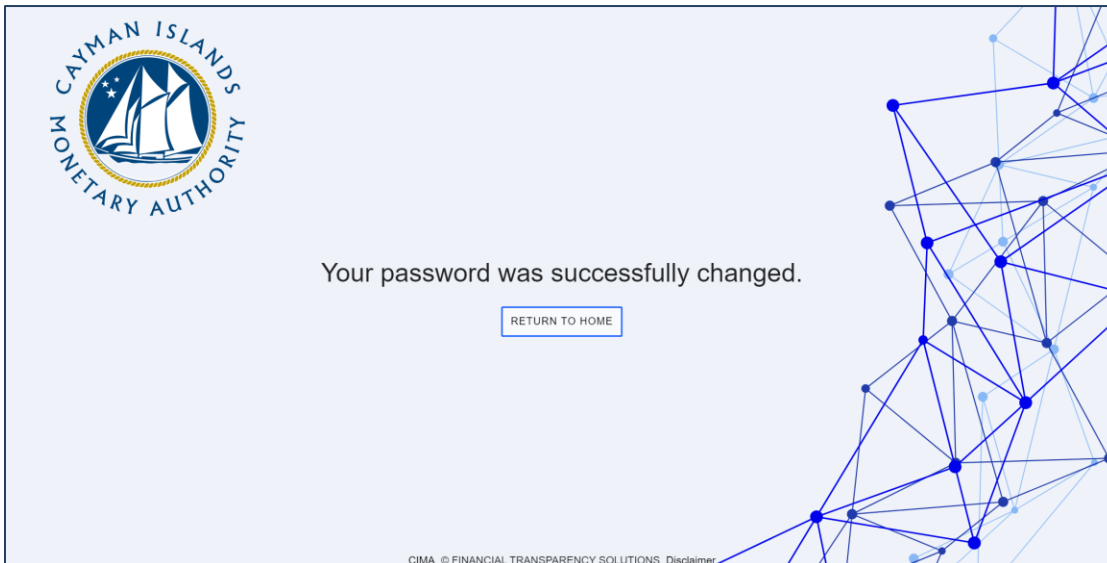 CAYMAN ISLANDS
MONETARY AUTHORITY
Your password was successfully changed.
RETURN TO HOME
CIMA © FINANCIAL TRANSPARENCY SOLUTIONS Disclaimer